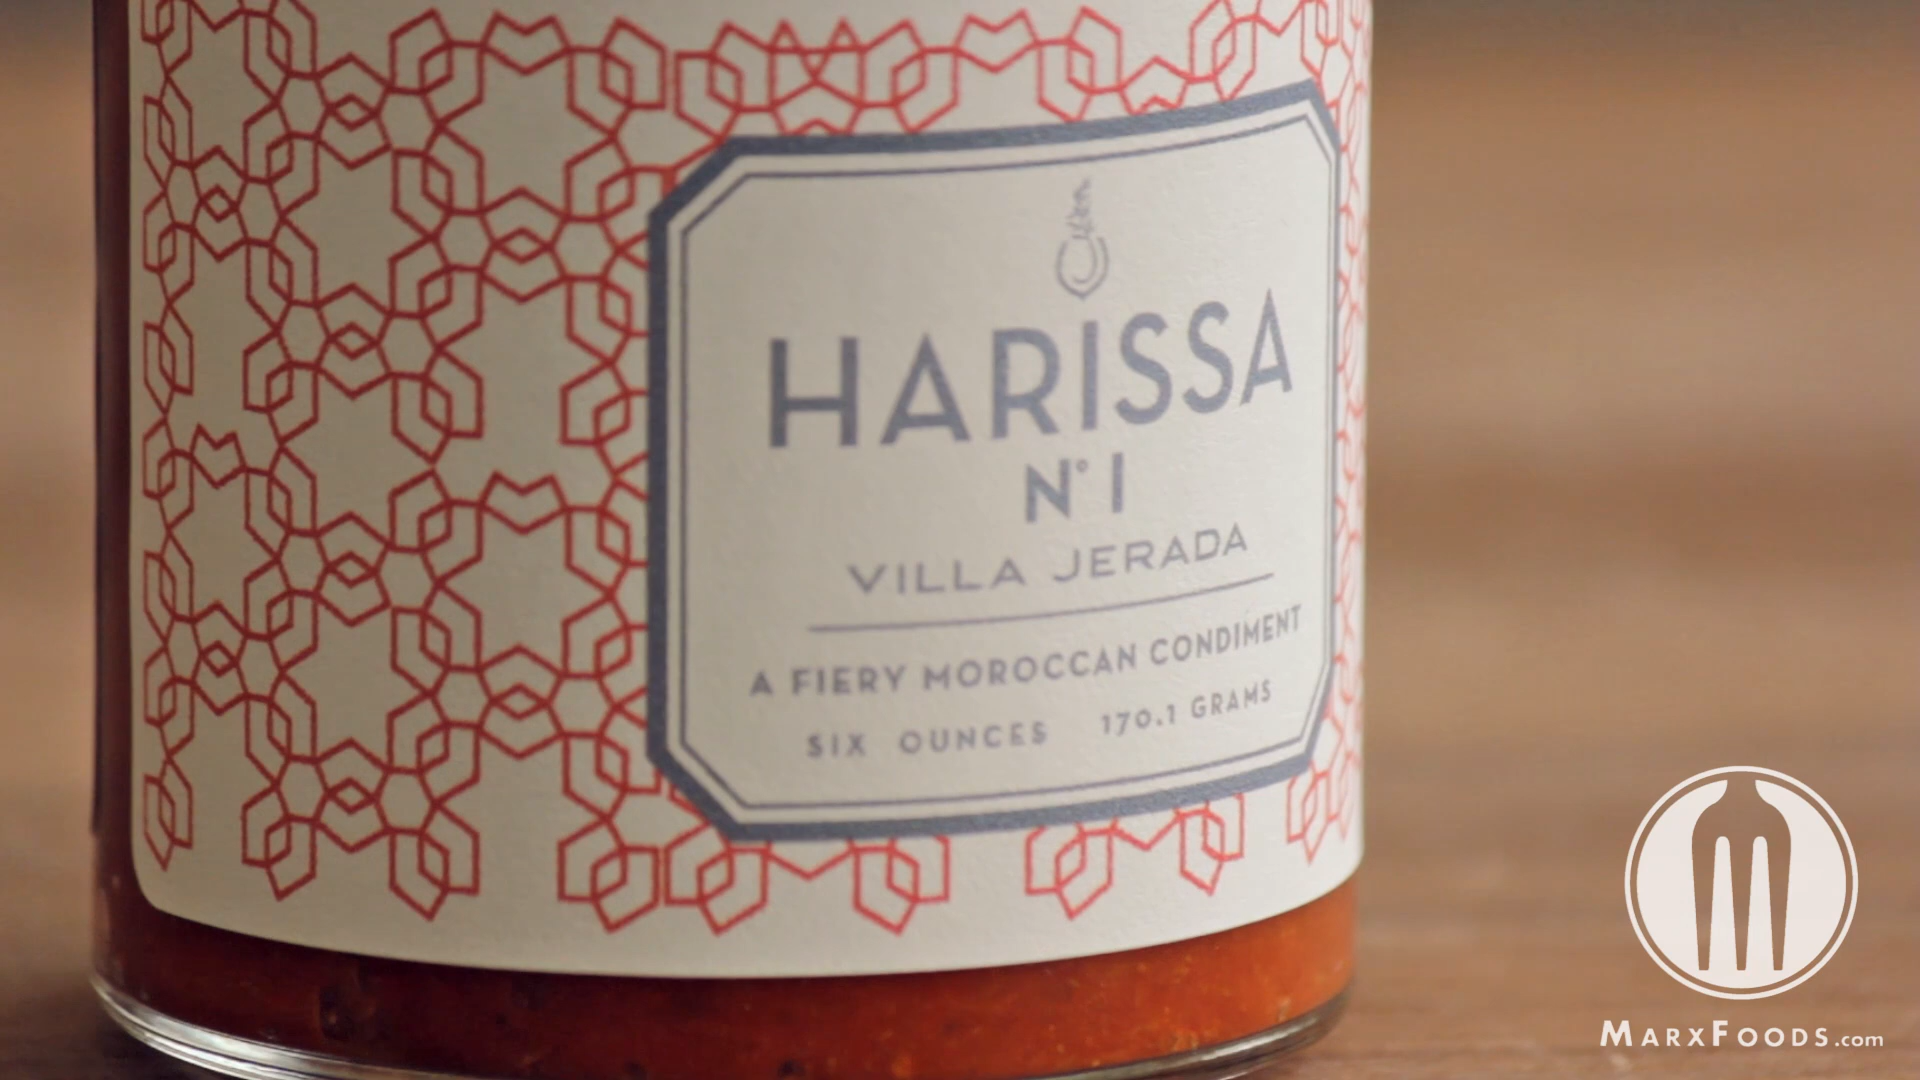 HARISSA
N° 1
VILLA JERADA
A FIERY MOROCCAN CONDIMENT
SIX OUNCES 170.1 GRAMS
MARXFOODS.com